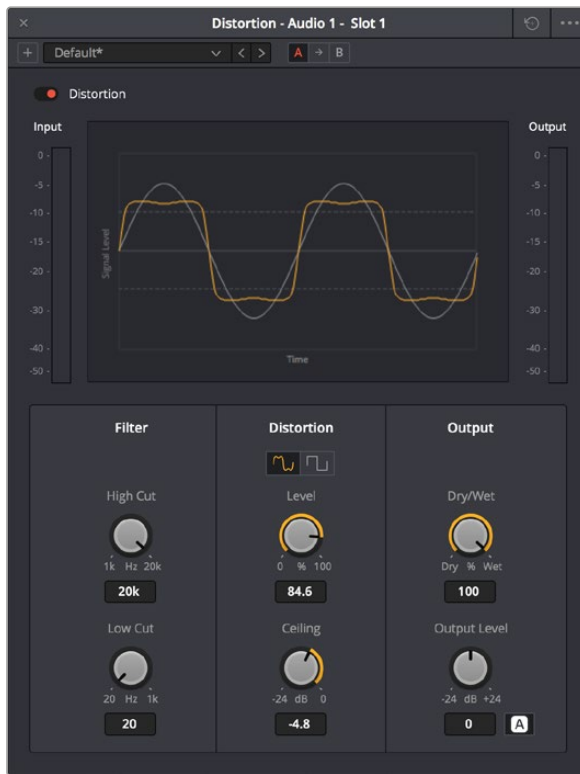 Distortion - Audio 1 - Slot 1
Default*
A
B
Distortion
Input
Output
0
-5
-10
-15
-20
-30
-40
-50
Signal Level
Time
0
-5
-10
-15
-20
-30
-40
-50
Filter
Distortion
Output
High Cut
Level
Dry/Wet
1k Hz 20k
0 % 100
Dry % Wet
20k
84.6
100
Low Cut
Ceiling
Output Level
20 Hz 1k
-24 dB 0
-24 dB +24
20
-4.8
0
A